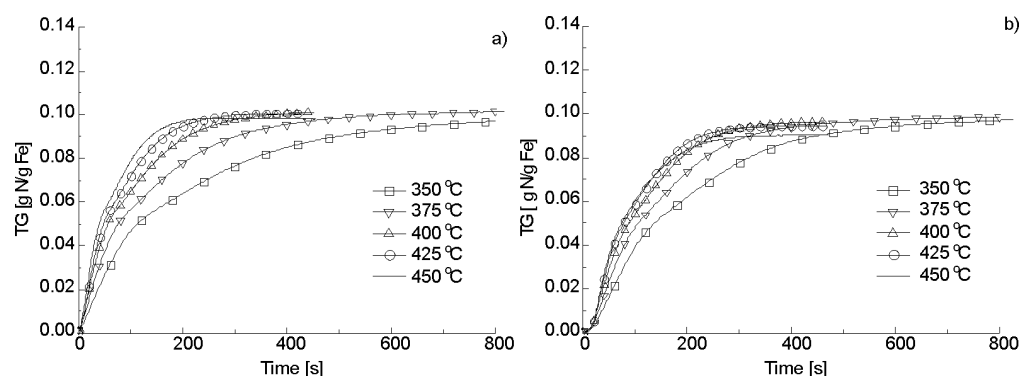 a)
0.14
0.12
0.10
0.08
0.06
0.04
0.02
0.00
TG [g N/g Fe]
350 °C
375 °C
400 °C
425 °C
450 °C
0 200 400 600 800
Time [s]
b)
0.14
0.12
0.10
0.08
0.06
0.04
0.02
0.00
TG [ g N/g Fe]
350 °C
375 °C
400 °C
425 °C
450 °C
0 200 400 600 800
Time [s]